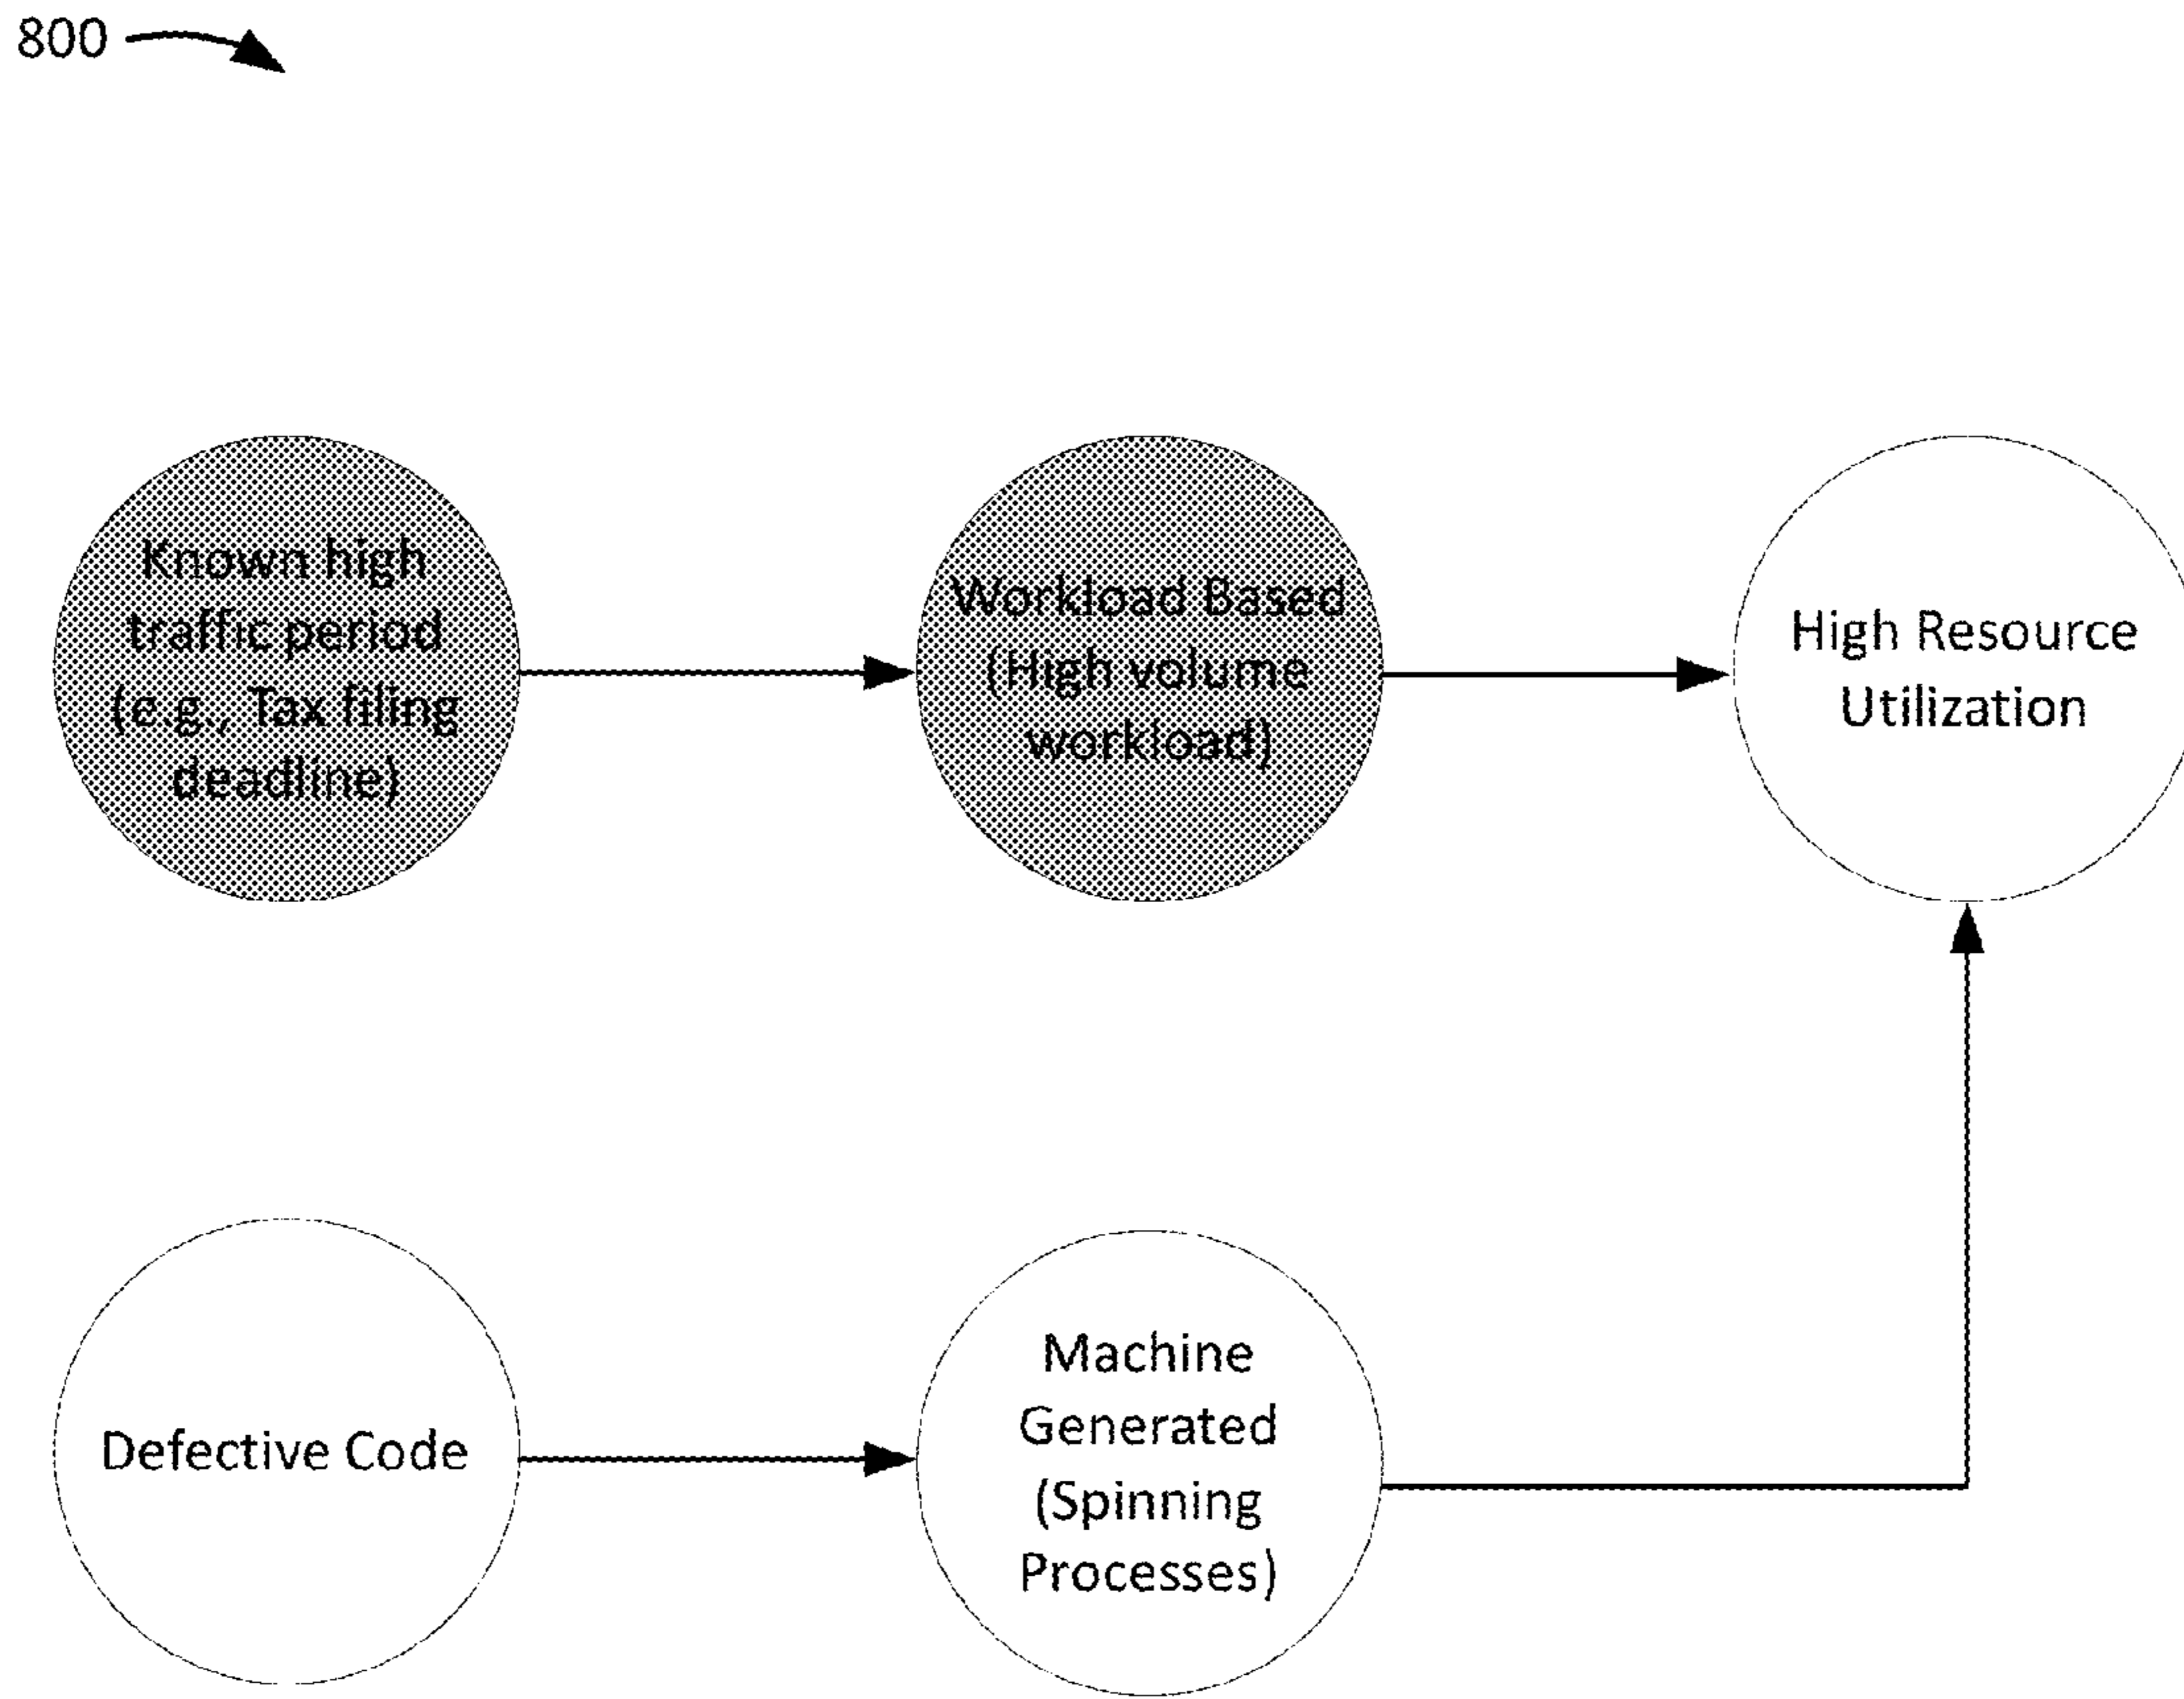 800
Known high
traffic period
(e.g., Tax filing
deadline)
Workload Based
(High volume
workload)
High Resource
Utilization
Defective Code
Machine
Generated
(Spinning
Processes)